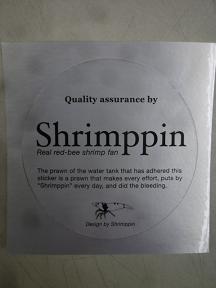 Quality assurance by
Shrimppin
Real red-bee shrimp fan
The prawn of the water tank that has adhered this
sticker is a prawn that makes every effort, puts by
"Shrimppin" every day, and did the bleeding.
Design by Shrimppin